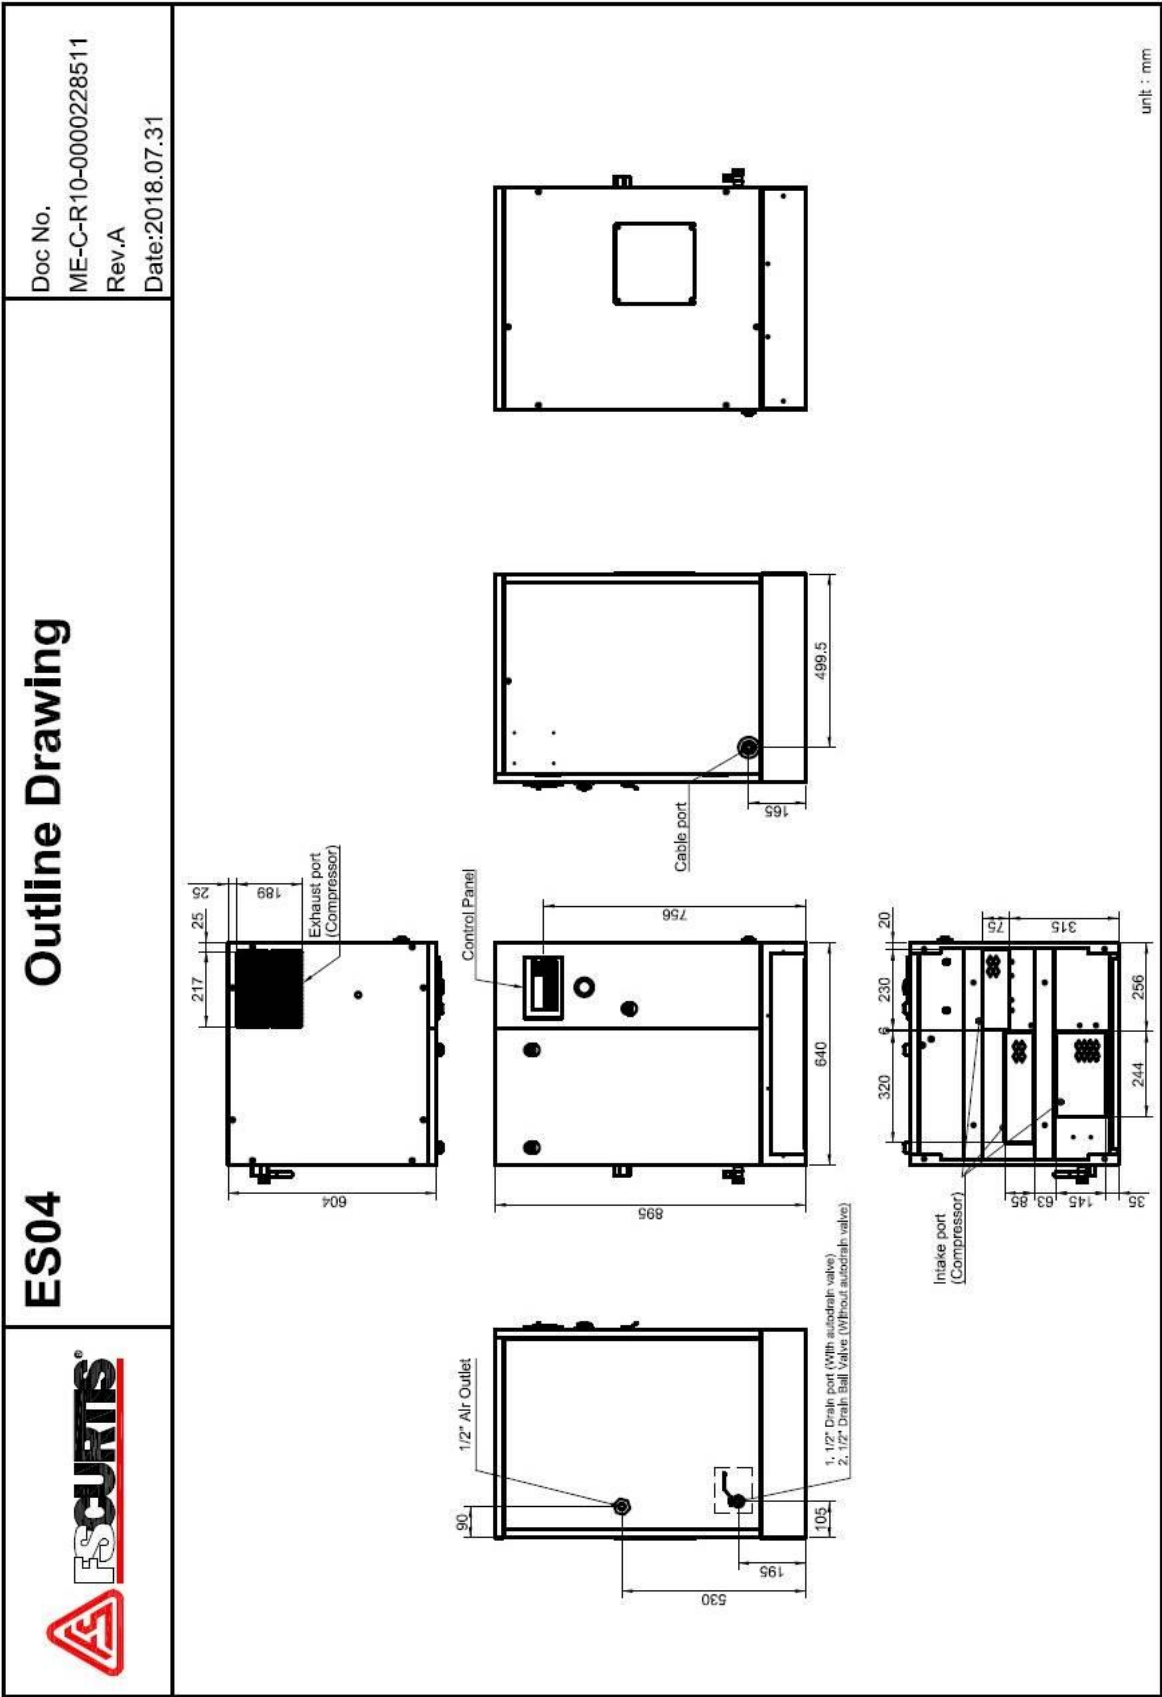 FSCURTIS®
ES04
Outline Drawing
Doc No.
ME-C-R10-0000228511
Rev.A
Date:2018.07.31
217
25
25
189
Exhaust port
(Compressor)
604
1/2" Air Outlet
90
530
195
105
1. 1/2" Drain port (With autodrain valve)
2. 1/2" Drain Ball Valve (Without autodrain valve)
Control Panel
895
756
640
Cable port
165
499.5
320
6
230
20
75
315
Intake port
(Compressor)
85
63
145
35
244
256
unit : mm